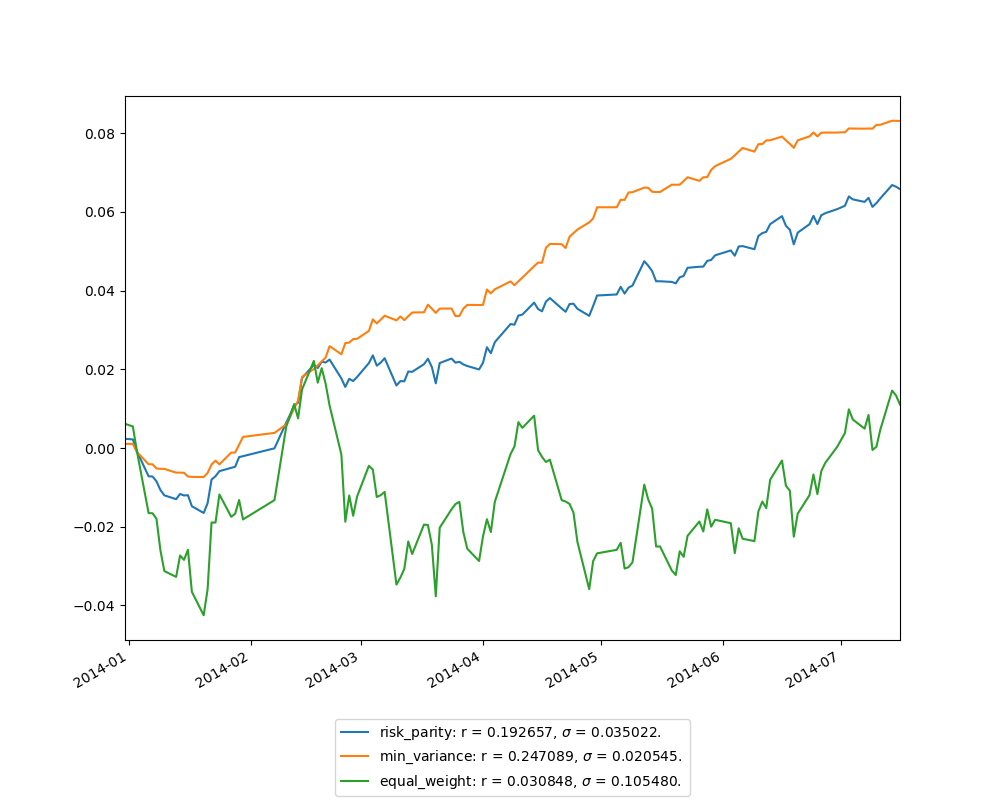 0.08
0.06
0.04
0.02
0.00
−0.02
−0.04
2014-01 2014-02 2014-03 2014-04 2014-05 2014-06 2014-07
risk_parity: r = 0.192657, σ = 0.035022.
min_variance: r = 0.247089, σ = 0.020545.
equal_weight: r = 0.030848, σ = 0.105480.